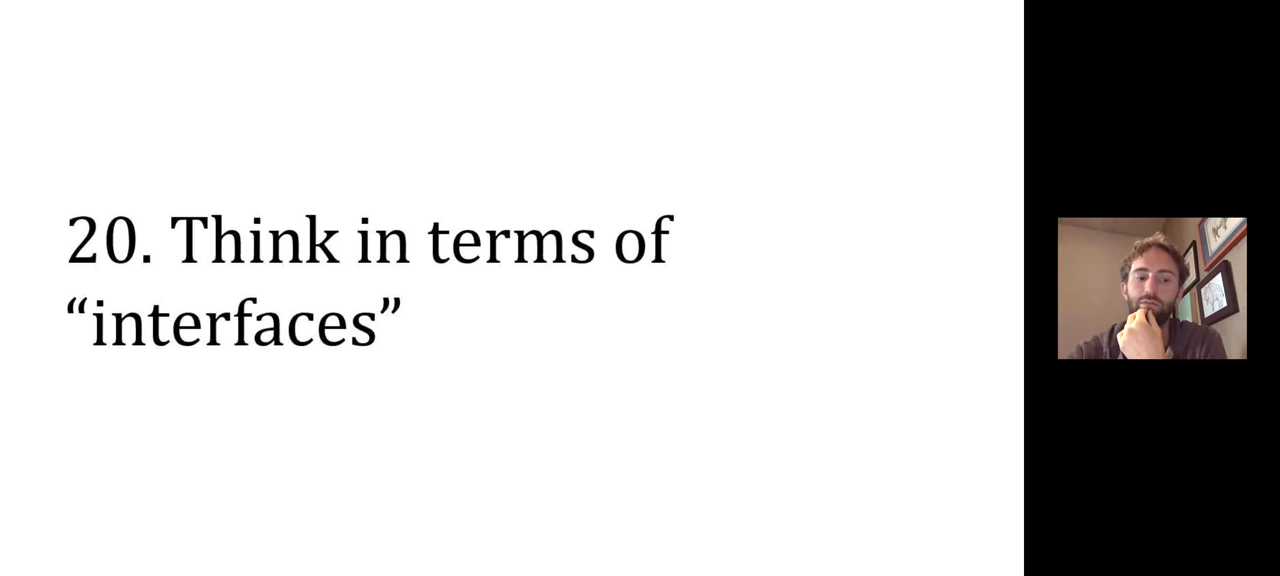 20. Think in terms of
“interfaces”